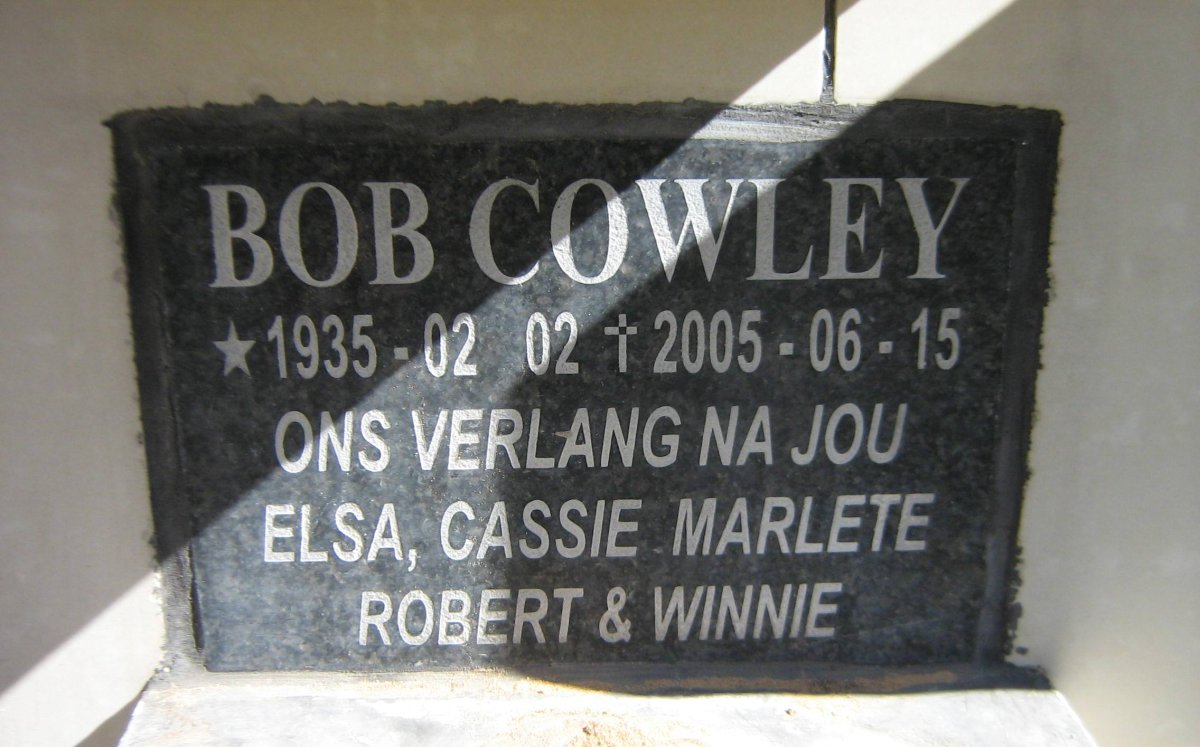 BOB COWLEY
★1935 - 02 02 † 2005 - 06 - 15
ONS VERLANG NA JOU
ELSA, CASSIE MARLETE
ROBERT & WINNIE